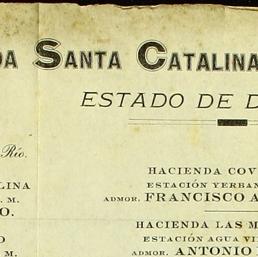 DA SANTA CATALINA
ESTADO DE D
Río.
HACIENDA COV
LINA
ESTACIÓN YERBAN
. M.
ADMOR. FRANCISCO A
O.
HACIENDA LAS M
O
ESTACIÓN AGUA VI
. M.
ADMOR. ANTONIO